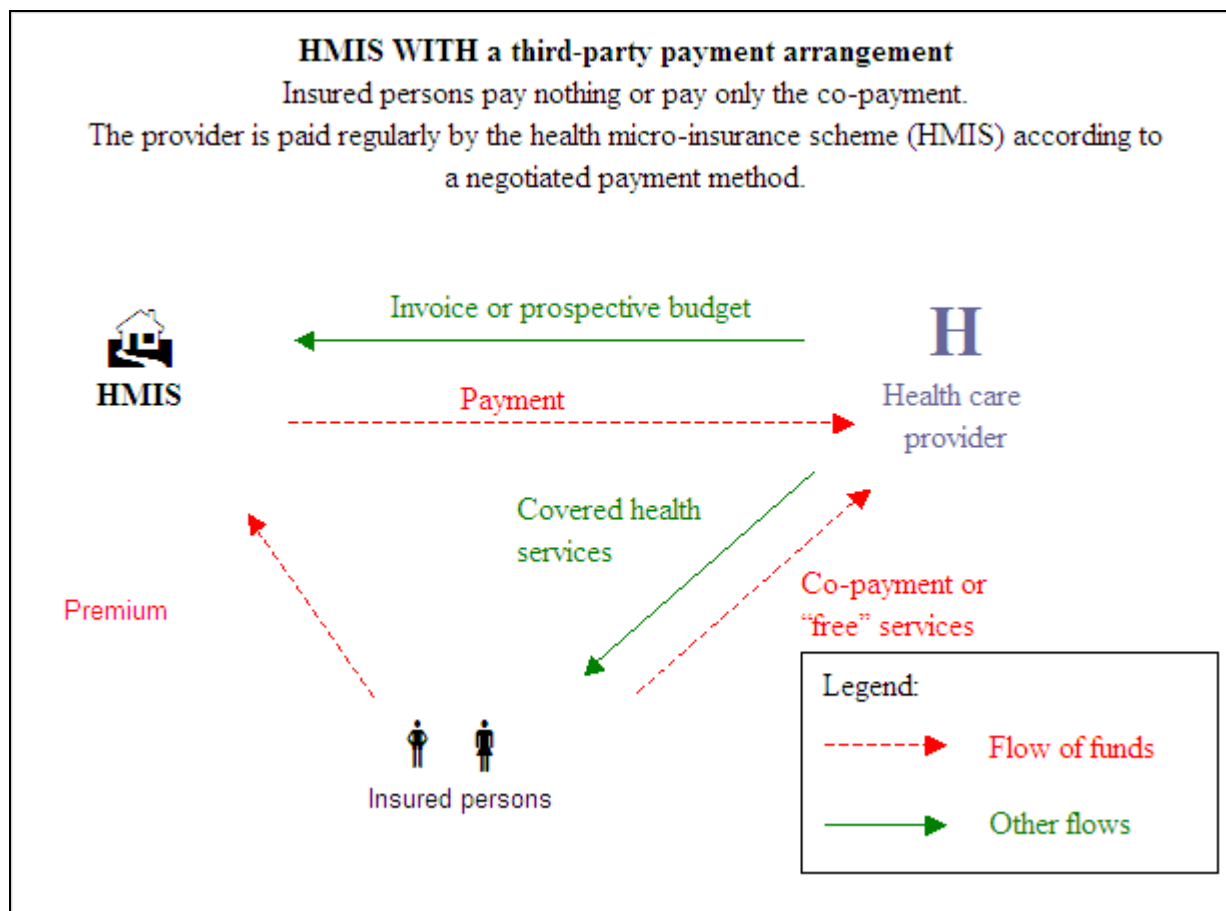 HMIS WITH a third-party payment arrangement
Insured persons pay nothing or pay only the co-payment.
The provider is paid regularly by the health micro-insurance scheme (HMIS) according to
a negotiated payment method.
Invoice or prospective budget
H
HMIS
Payment
Health care
provider
Covered health
services
Co-payment or
“free” services
Premium
Insured persons
Legend:
Flow of funds
Other flows